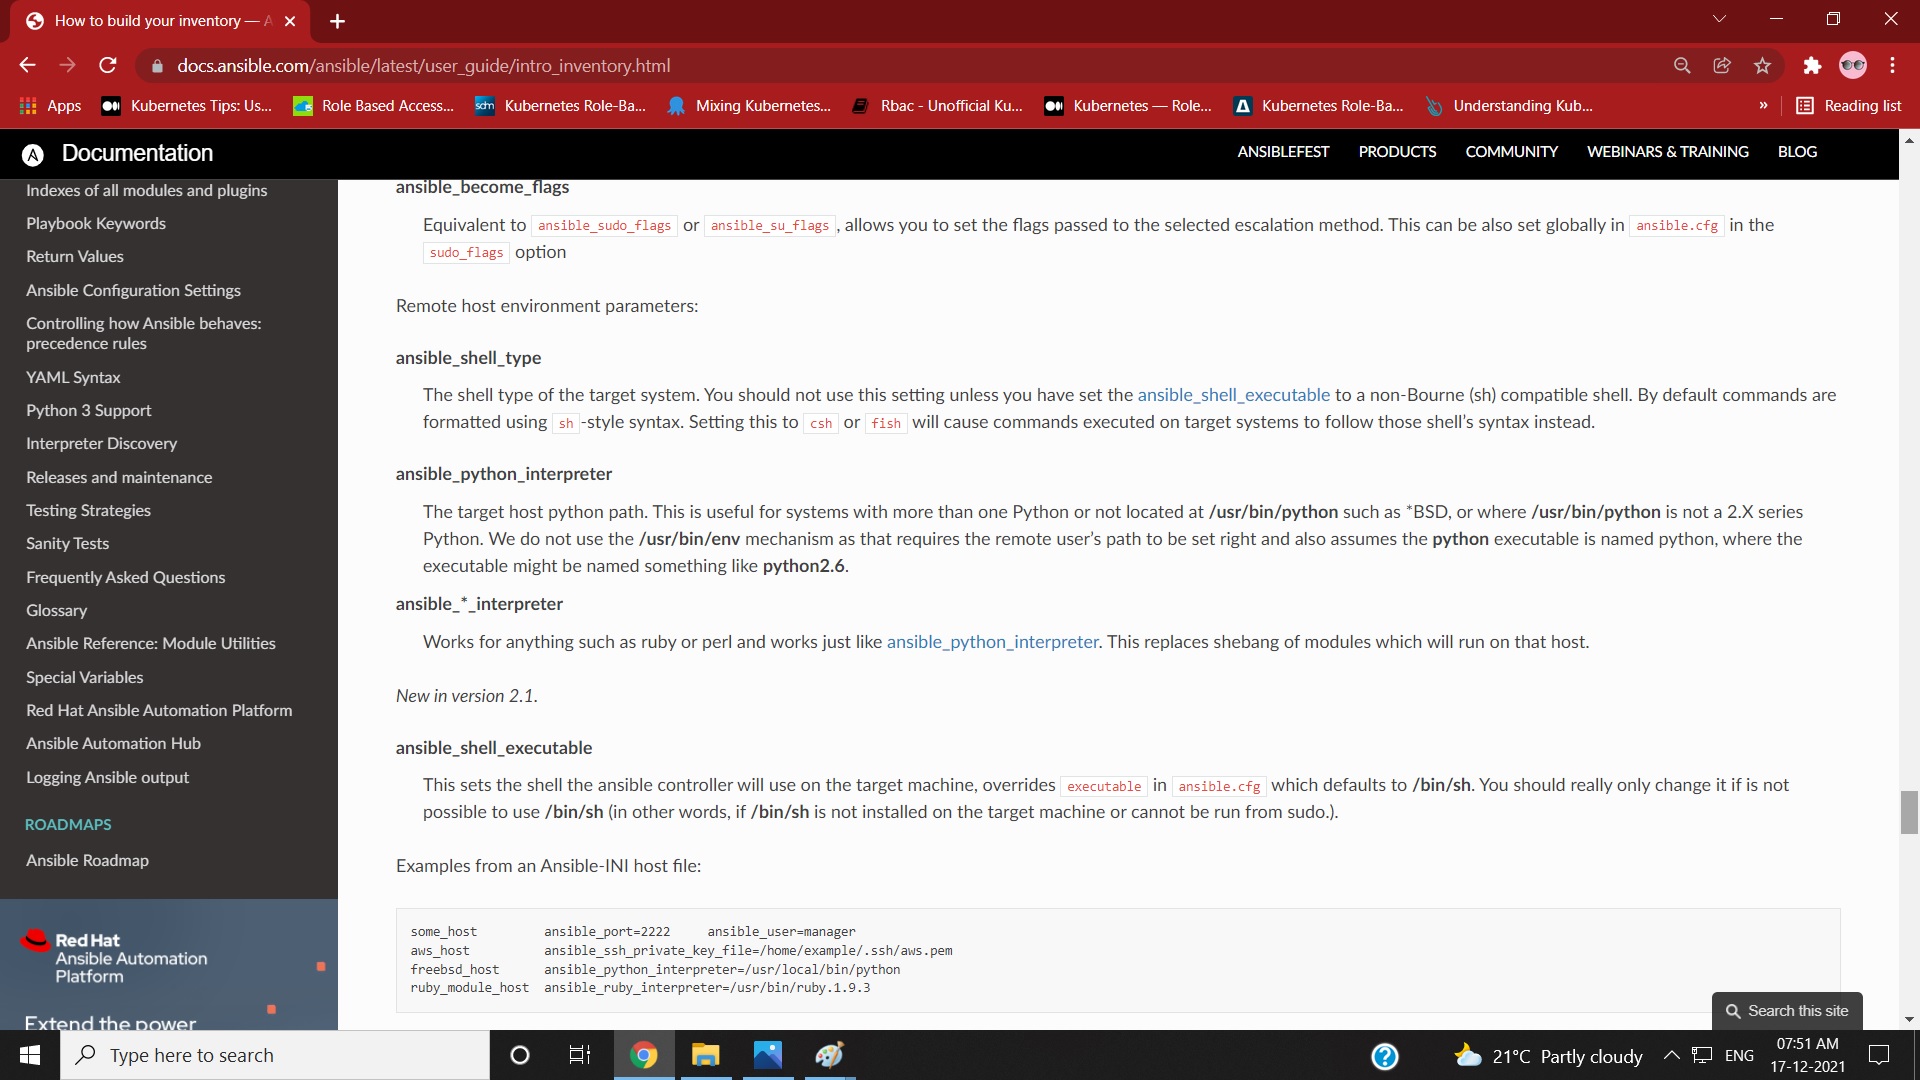 How to build your inventory — A
docs.ansible.com/ansible/latest/user_guide/intro_inventory.html
Apps Kubernetes Tips: Us... Role Based Access... sdm Kubernetes Role-Ba... Mixing Kubernetes... Rbac - Unofficial Ku... Kubernetes — Role... Kubernetes Role-Ba... Understanding Kub... » Reading list
Documentation
ANSIBLEFEST PRODUCTS COMMUNITY WEBINARS & TRAINING BLOG
Indexes of all modules and plugins
Playbook Keywords
Return Values
Ansible Configuration Settings
Controlling how Ansible behaves:
precedence rules
YAML Syntax
Python 3 Support
Interpreter Discovery
Releases and maintenance
Testing Strategies
Sanity Tests
Frequently Asked Questions
Glossary
Ansible Reference: Module Utilities
Special Variables
Red Hat Ansible Automation Platform
Ansible Automation Hub
Logging Ansible output
ROADMAPS
Ansible Roadmap
Red Hat
Ansible Automation
Platform
Extend the power
ansible_become_flags
Equivalent to ansible_sudo_flags or ansible_su_flags, allows you to set the flags passed to the selected escalation method. This can be also set globally in ansible.cfg in the
sudo_flags option
Remote host environment parameters:
ansible_shell_type
The shell type of the target system. You should not use this setting unless you have set the ansible_shell_executable to a non-Bourne (sh) compatible shell. By default commands are
formatted using sh-style syntax. Setting this to csh or fish will cause commands executed on target systems to follow those shell’s syntax instead.
ansible_python_interpreter
The target host python path. This is useful for systems with more than one Python or not located at /usr/bin/python such as *BSD, or where /usr/bin/python is not a 2.X series
Python. We do not use the /usr/bin/env mechanism as that requires the remote user’s path to be set right and also assumes the python executable is named python, where the
executable might be named something like python2.6.
ansible_*_interpreter
Works for anything such as ruby or perl and works just like ansible_python_interpreter. This replaces shebang of modules which will run on that host.
New in version 2.1.
ansible_shell_executable
This sets the shell the ansible controller will use on the target machine, overrides executable in ansible.cfg which defaults to /bin/sh. You should really only change it if is not
possible to use /bin/sh (in other words, if /bin/sh is not installed on the target machine or cannot be run from sudo.).
Examples from an Ansible-INI host file:
some_host ansible_port=2222 ansible_user=manager
aws_host ansible_ssh_private_key_file=/home/example/.ssh/aws.pem
freebsd_host ansible_python_interpreter=/usr/local/bin/python
ruby_module_host ansible_ruby_interpreter=/usr/bin/ruby.1.9.3
Search this site
Type here to search
21°C Partly cloudy
ENG
07:51 AM
17-12-2021